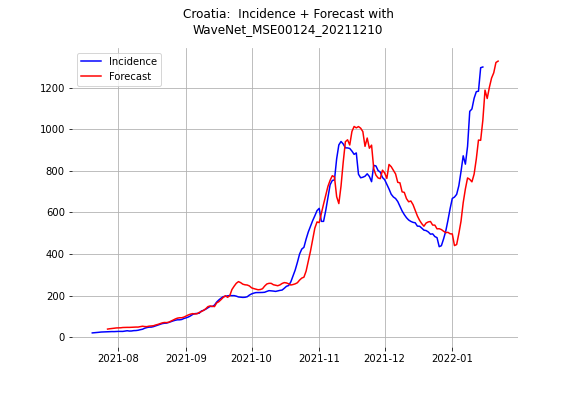 Croatia:  Incidence + Forecast with
WaveNet_MSE00124_20211210
Incidence
Forecast
1200
1000
800
600
400
200
0
2021-08 2021-09 2021-10 2021-11 2021-12 2022-01